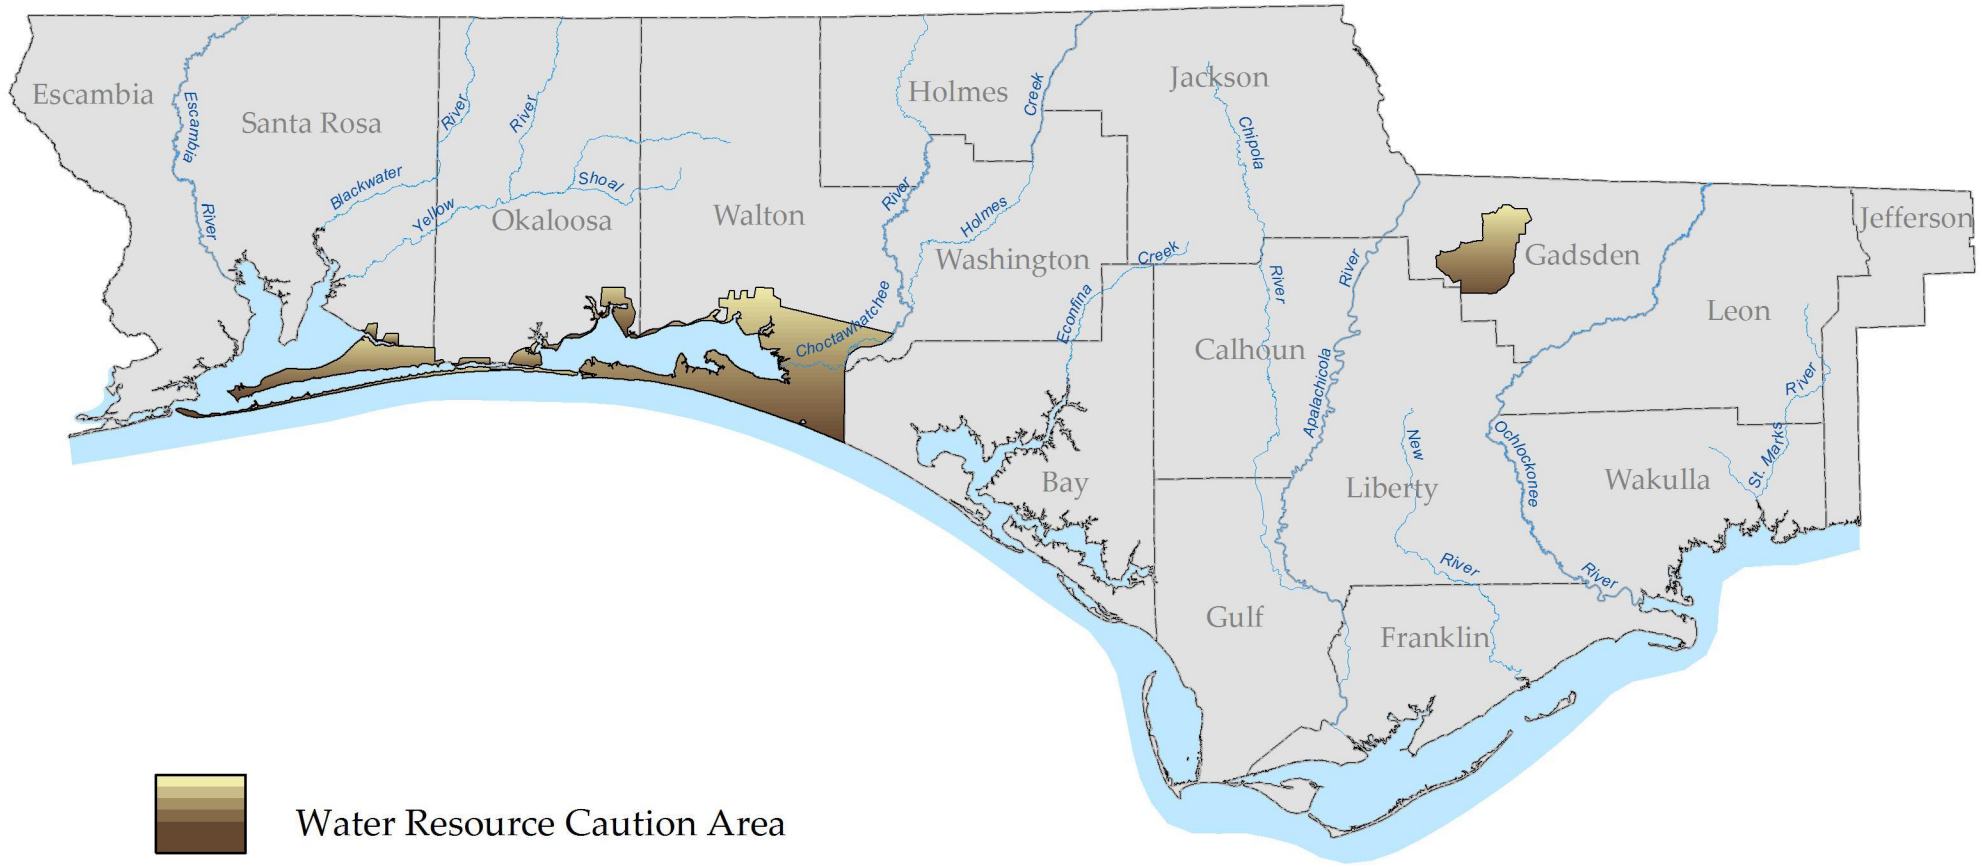 Escambia
Santa Rosa
Okaloosa
Walton
Holmes
Washington
Jackson
Calhoun
Bay
Gulf
Liberty
Franklin
Gadsden
Leon
Wakulla
Jefferson
Escambia
River
Blackwater
River
Yellow
River
Shoal
Choctawhatchee
River
Holmes
Creek
Econfina
Creek
Chipola
River
Apalachicola
River
New
River
Ochlockonee
River
St. Marks
River
Water Resource Caution Area